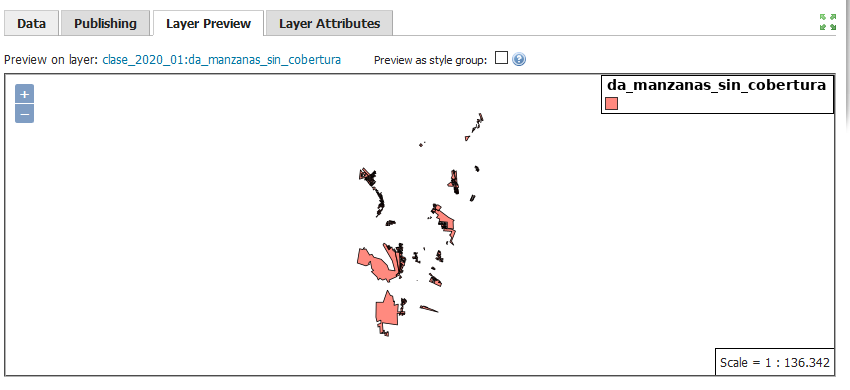 Data Publishing Layer Preview Layer Attributes
Preview on layer: clase_2020_01:da_manzanas_sin_cobertura Preview as style group: ?
+
−
da_manzanas_sin_cobertura
Scale = 1 : 136.342